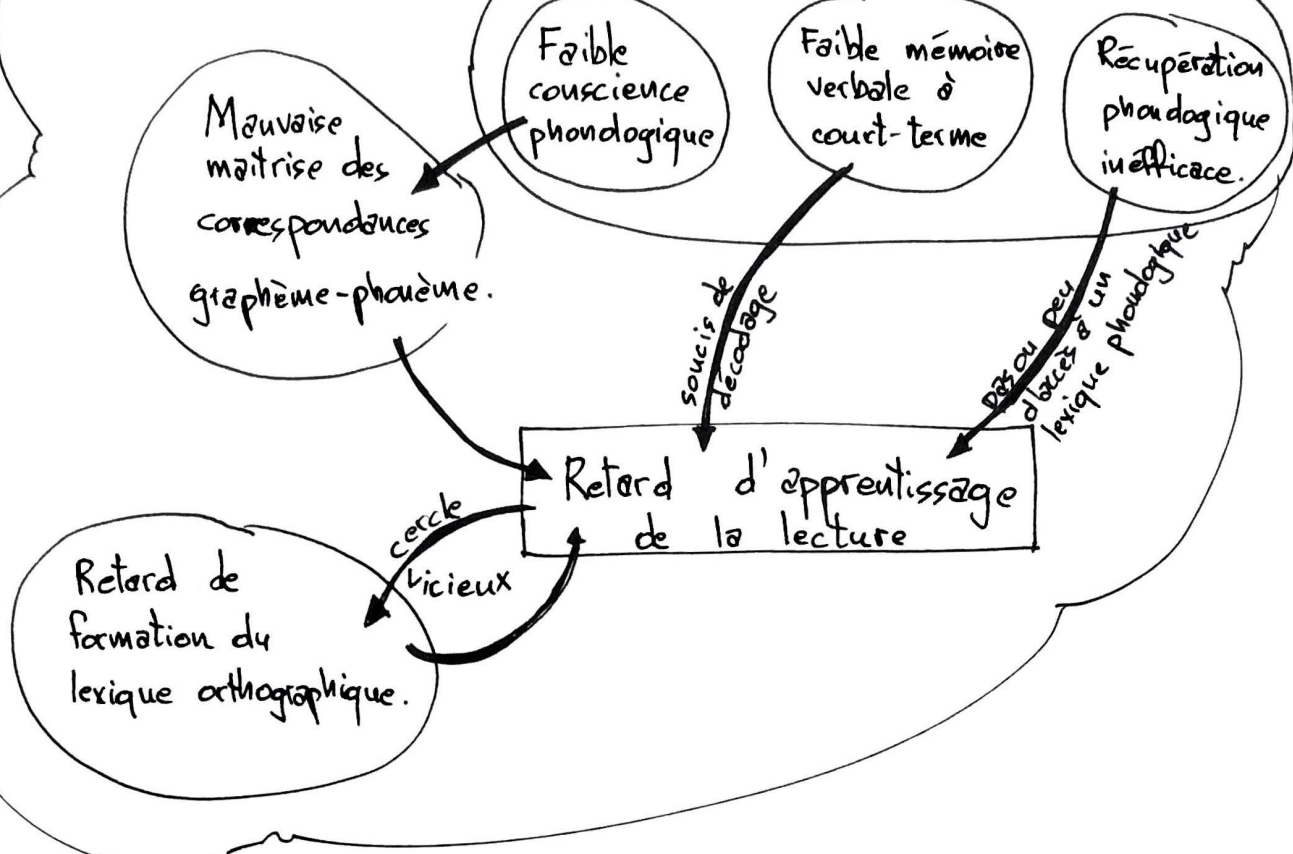 Faible
conscience
phonologique
Faible mémoire
verbale à
court-terme
Récupération
phonologique
inefficace.
Mauvaise
maîtrise des
correspondances
graphème-phonème.
soucis de
décodage
pas ou peu
d'accès à un
lexique phonologique
Retard d'apprentissage
de la lecture
cercle
vicieux
Retard de
formation du
lexique orthographique.